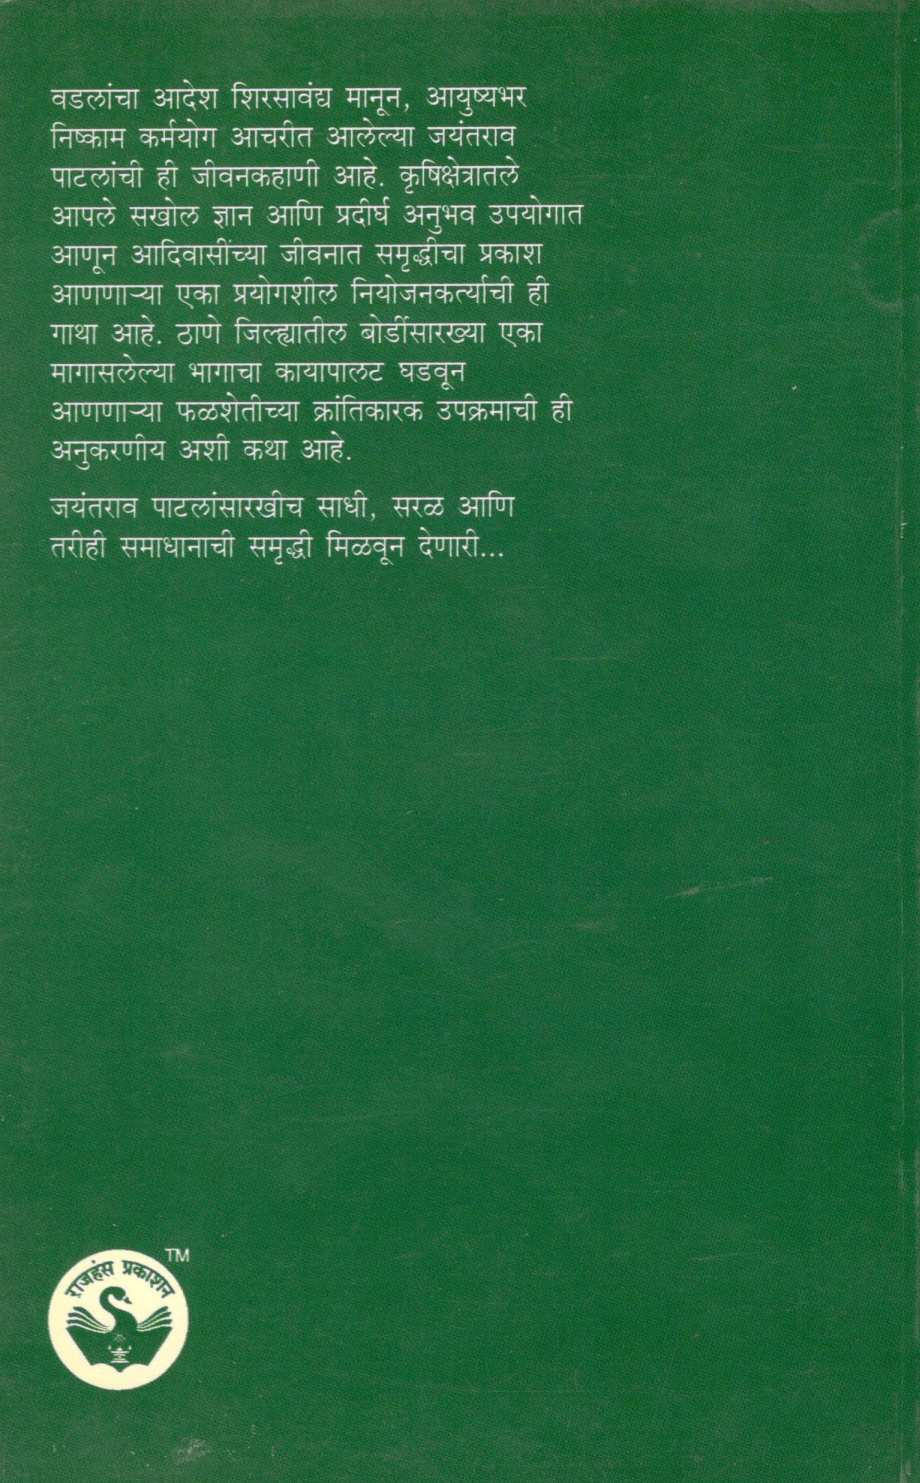 वडलांचा आदेश शिरसावंद्य मानून, आयुष्यभर
निष्काम कर्मयोग आचरीत आलेल्या जयंतराव
पाटलांची ही जीवनकहाणी आहे. कृषिक्षेत्रातले
आपले सखोल ज्ञान आणि प्रदीर्घ अनुभव उपयोगात
आणून आदिवासींच्या जीवनात समृद्धीचा प्रकाश
आणणाऱ्या एका प्रयोगशील नियोजनकर्त्याची ही
गाथा आहे. ठाणे जिल्ह्यातील बोर्डीसारख्या एका
मागासलेल्या भागाचा कायापालट घडवून
आणणाऱ्या फळशेतीच्या क्रांतिकारक उपक्रमाची ही
अनुकरणीय अशी कथा आहे.
जयंतराव पाटलांसारखीच साधी, सरळ आणि
तरीही समाधानाची समृद्धी मिळवून देणारी...
राजहंस प्रकाशन
TM